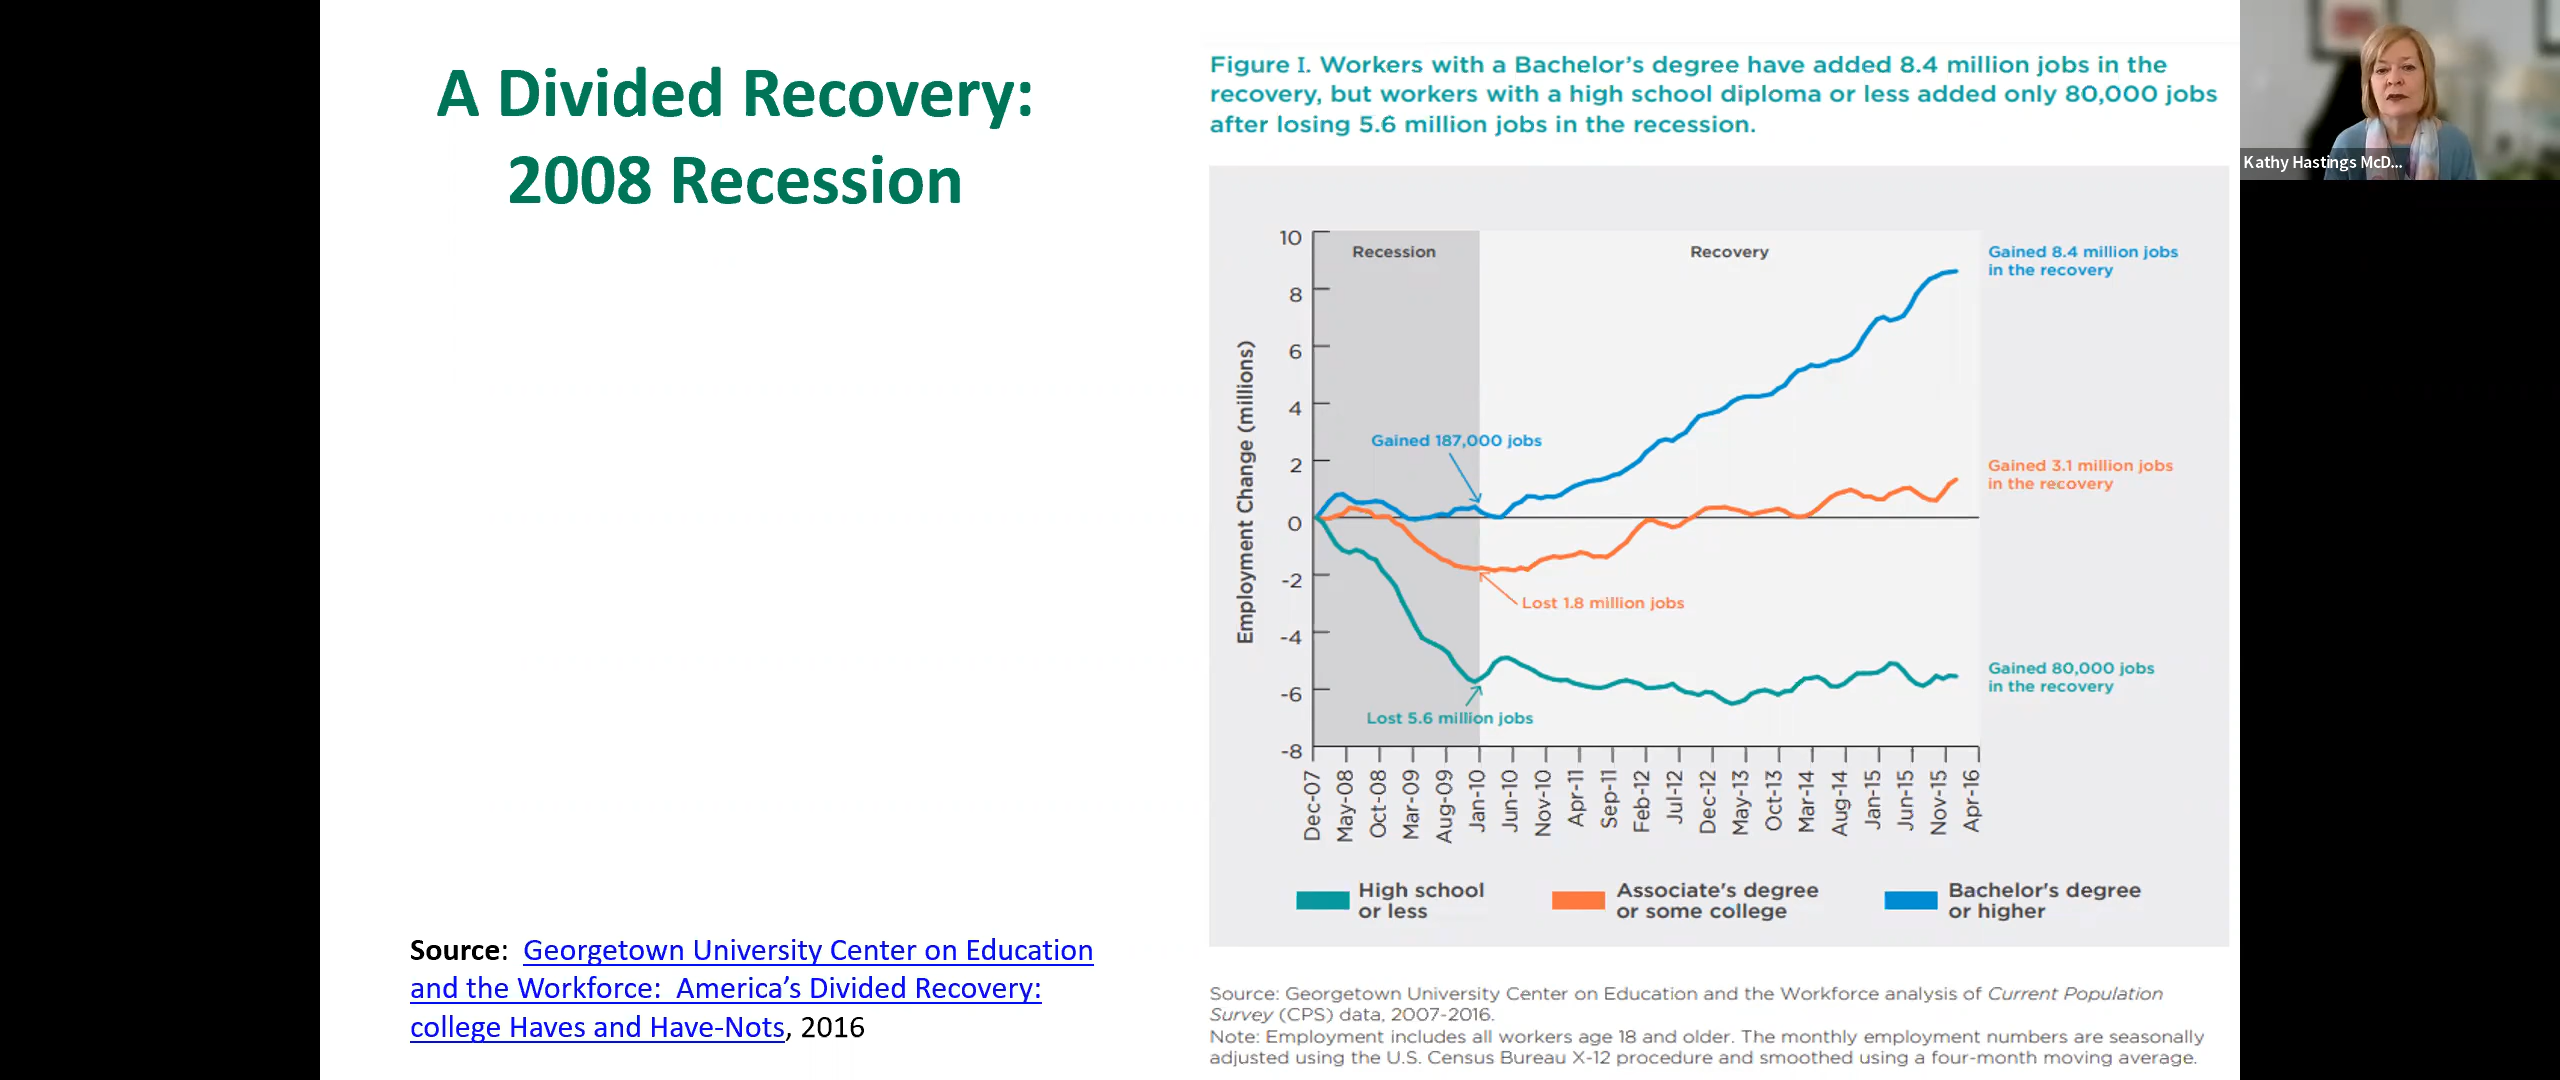 A Divided Recovery:
2008 Recession
Source: Georgetown University Center on Education
and the Workforce: America's Divided Recovery:
college Haves and Have-Nots, 2016
Figure I. Workers with a Bachelor's degree have added 8.4 million jobs in the
recovery, but workers with a high school diploma or less added only 80,000 jobs
after losing 5.6 million jobs in the recession.
Employment Change (millions)
10
8
6
4
2
0
-2
-4
-6
-8
Recession
Recovery
Gained 8.4 million jobs
in the recovery
Gained 187,000 jobs
Gained 3.1 million jobs
in the recovery
Lost 1.8 million jobs
Gained 80,000 jobs
in the recovery
Lost 5.6 million jobs
Dec-07
May-08
Oct-08
Mar-09
Aug-09
Jan-10
Jun-10
Nov-10
Apr-11
Sep-11
Feb-12
Jul-12
Dec-12
May-13
Oct-13
Mar-14
Aug-14
Jan-15
Jun-15
Nov-15
Apr-16
High school
or less
Associate's degree
or some college
Bachelor's degree
or higher
Source: Georgetown University Center on Education and the Workforce analysis of Current Population
Survey (CPS) data, 2007-2016.
Note: Employment includes all workers age 18 and older. The monthly employment numbers are seasonally
adjusted using the U.S. Census Bureau X-12 procedure and smoothed using a four-month moving average.
Kathy Hastings McD...